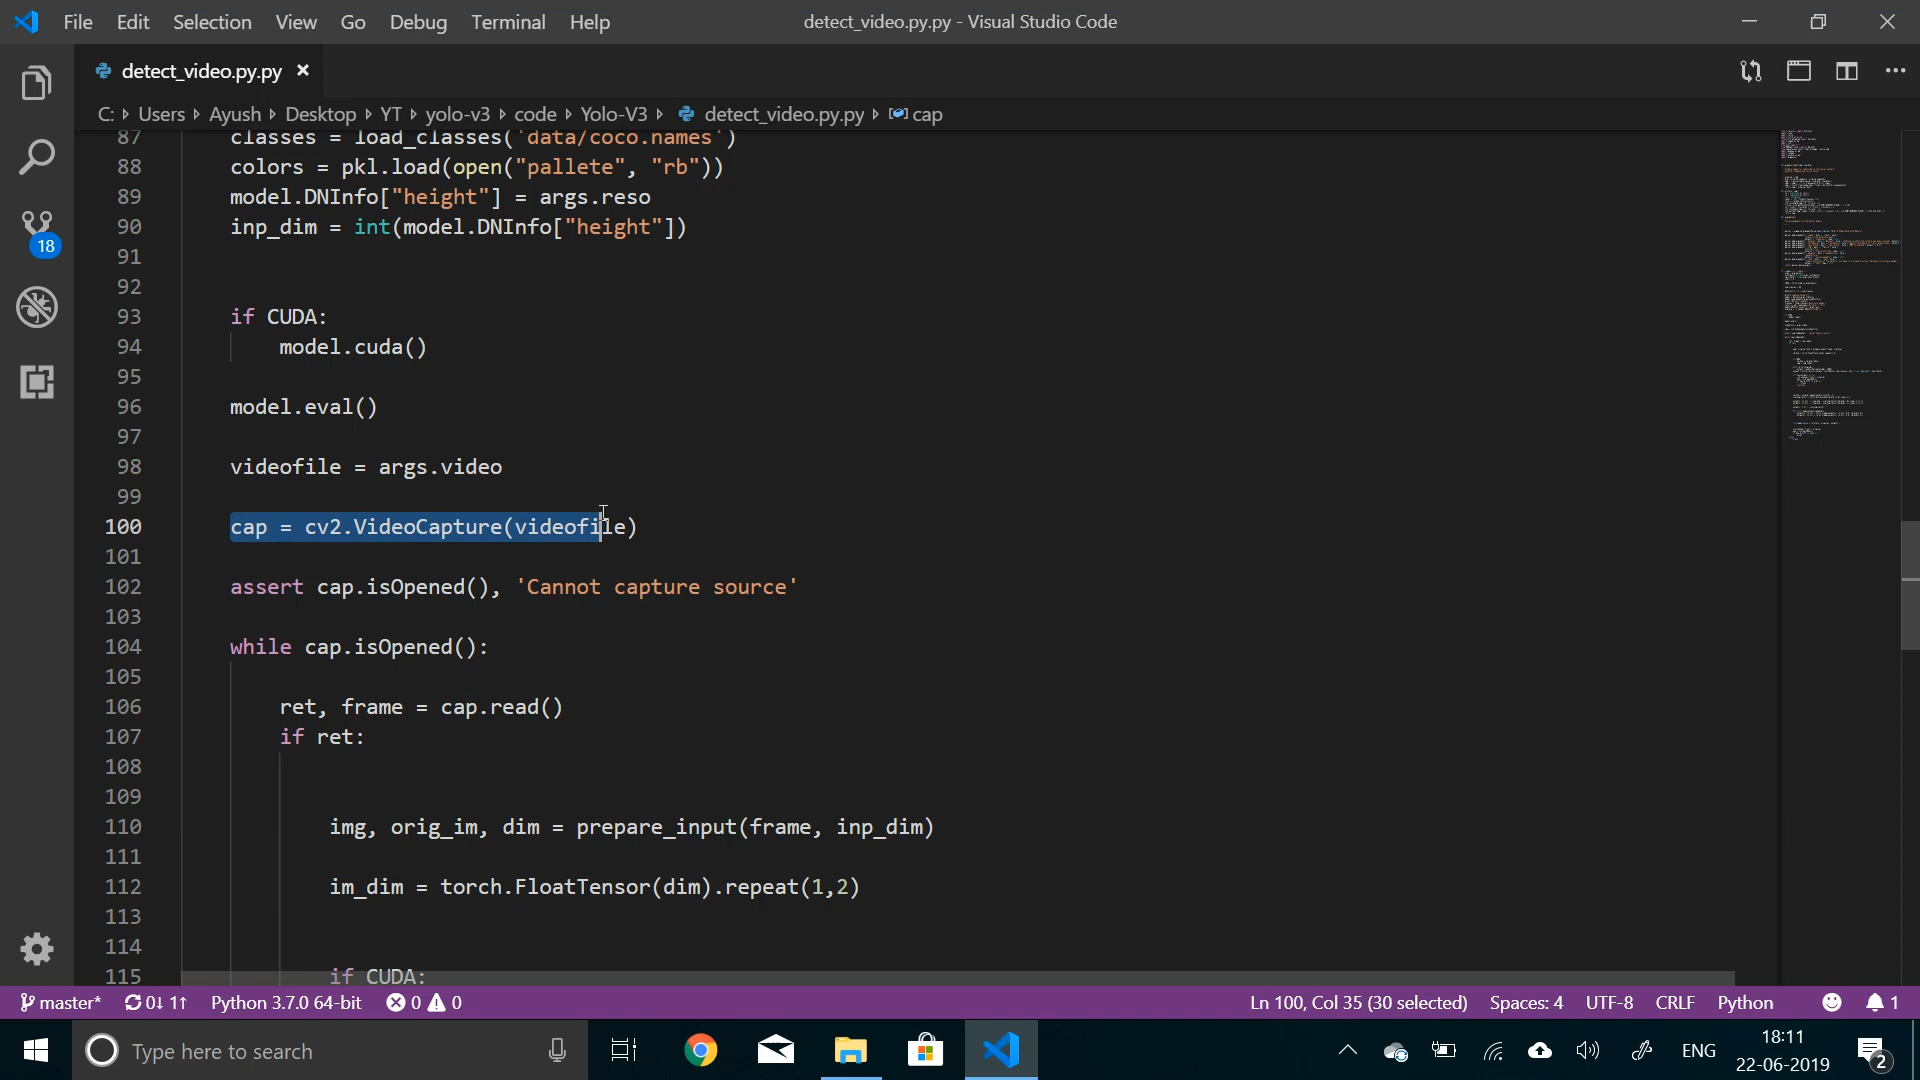 File Edit Selection View Go Debug Terminal Help detect_video.py.py - Visual Studio Code
detect_video.py.py
C: Users Ayush Desktop YT yolo-v3 code Yolo-V3 detect_video.py.py cap
87 classes = load_classes('data/coco.names')
88 colors = pkl.load(open("pallete", "rb"))
89 model.DNInfo["height"] = args.reso
90 inp_dim = int(model.DNInfo["height"])
91
92
93 if CUDA:
94 model.cuda()
95
96 model.eval()
97
98 videofile = args.video
99
100 cap = cv2.VideoCapture(videofile)
101
102 assert cap.isOpened(), 'Cannot capture source'
103
104 while cap.isOpened():
105
106 ret, frame = cap.read()
107 if ret:
108
109
110 img, orig_im, dim = prepare_input(frame, inp_dim)
111
112 im_dim = torch.FloatTensor(dim).repeat(1,2)
113
114
115 if CUDA:
18
master* 0↓ 1↑ Python 3.7.0 64-bit 0 0 Ln 100, Col 35 (30 selected) Spaces: 4 UTF-8 CRLF Python 1
Type here to search ENG 18:11
22-06-2019 2